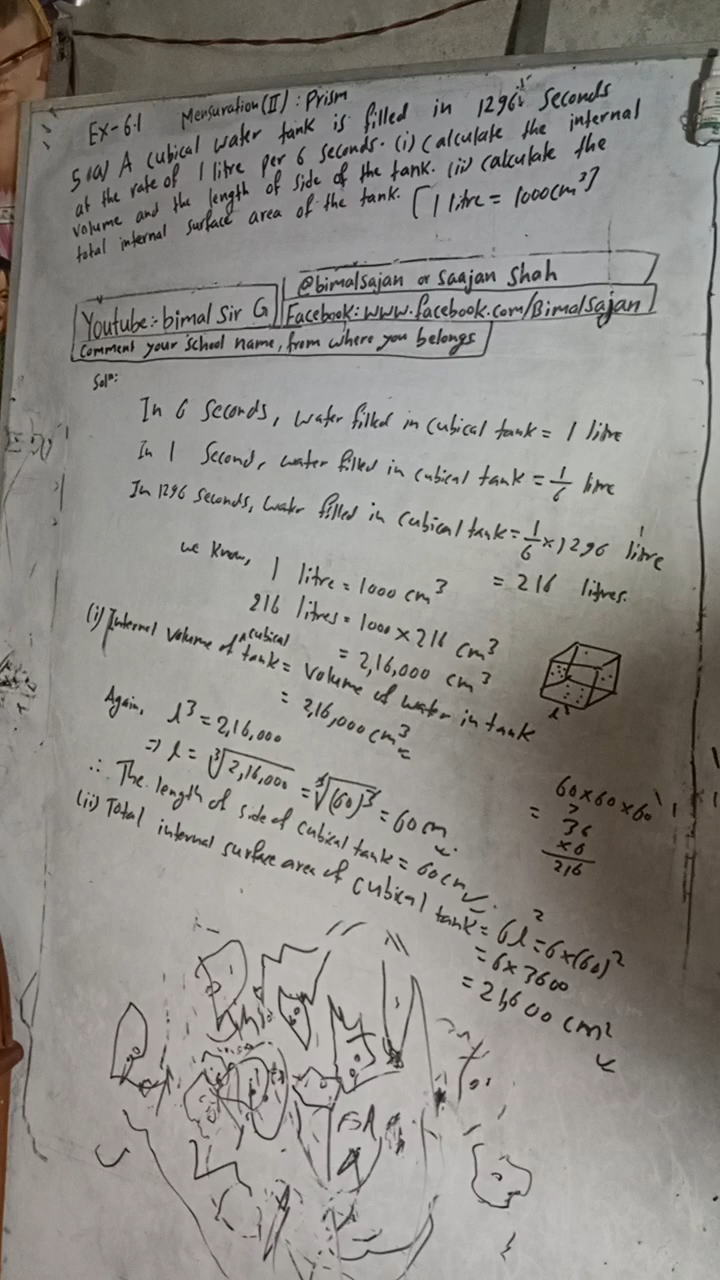 Ex-6.1 Mensuration (II) : Prism
5.(a) A cubical water tank is filled in 1296 seconds
at the rate of 1 litre per 6 seconds. (i) calculate the internal
volume and the length of side of the tank. (ii) calculate the
total internal surface area of the tank. [1 litre = 1000 cm³]
@bimalsajan or Saajan Shah
Youtube:- bimal Sir G
Facebook: www.facebook.com/BimalSajan
Comment your School name, from where you belongs
Solⁿ:
In 6 seconds, water filled in cubical tank = 1 litre
In 1 second, water filled in cubical tank = 1/6 litre
In 1296 seconds, water filled in cubical tank = 1/6 × 1296 litre
= 216 litres.
we know, 1 litre = 1000 cm³
216 litres = 1000 × 216 cm³
= 2,16,000 cm³
(i) Internal volume of cubical tank = volume of water in tank
= 2,16,000 cm³
l
Again, l³ = 2,16,000
⇒ l = ∛2,16,000 = ∛(60)³ = 60 cm
∴ The length of side of cubical tank = 60 cm
60×60×60
= 36
×6
216
(ii) Total internal surface area of cubical tank = 6l² = 6×(60)²
= 6×3600
= 21,600 cm²